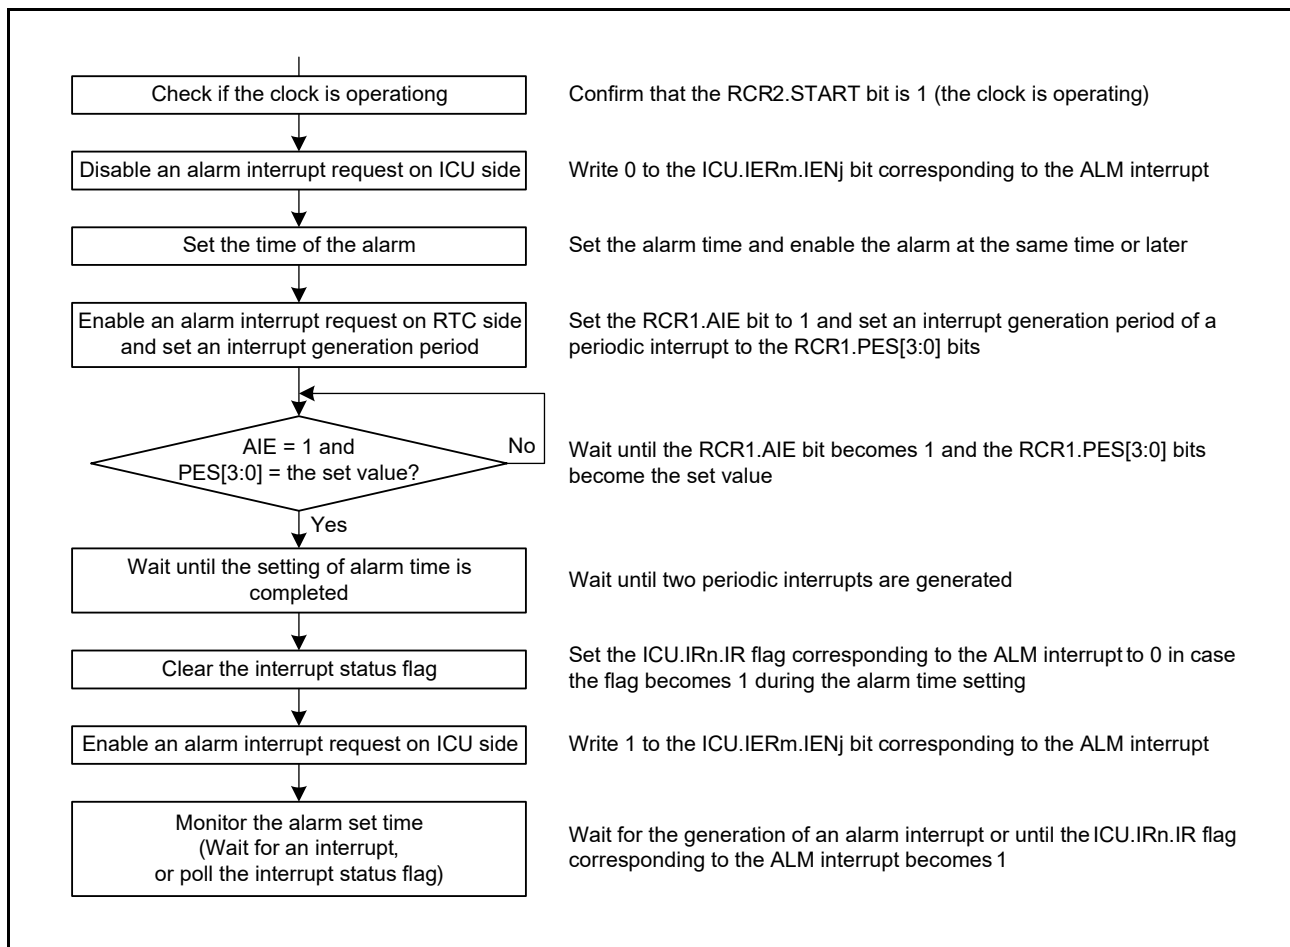 Check if the clock is operationg
Confirm that the RCR2.START bit is 1 (the clock is operating)
Disable an alarm interrupt request on ICU side
Write 0 to the ICU.IERm.IENj bit corresponding to the ALM interrupt
Set the time of the alarm
Set the alarm time and enable the alarm at the same time or later
Enable an alarm interrupt request on RTC side
and set an interrupt generation period
Set the RCR1.AIE bit to 1 and set an interrupt generation period of a
periodic interrupt to the RCR1.PES[3:0] bits
AIE = 1 and
PES[3:0] = the set value?
No
Wait until the RCR1.AIE bit becomes 1 and the RCR1.PES[3:0] bits
become the set value
Yes
Wait until the setting of alarm time is
completed
Wait until two periodic interrupts are generated
Clear the interrupt status flag
Set the ICU.IRn.IR flag corresponding to the ALM interrupt to 0 in case
the flag becomes 1 during the alarm time setting
Enable an alarm interrupt request on ICU side
Write 1 to the ICU.IERm.IENj bit corresponding to the ALM interrupt
Monitor the alarm set time
(Wait for an interrupt,
or poll the interrupt status flag)
Wait for the generation of an alarm interrupt or until the ICU.IRn.IR flag
corresponding to the ALM interrupt becomes 1